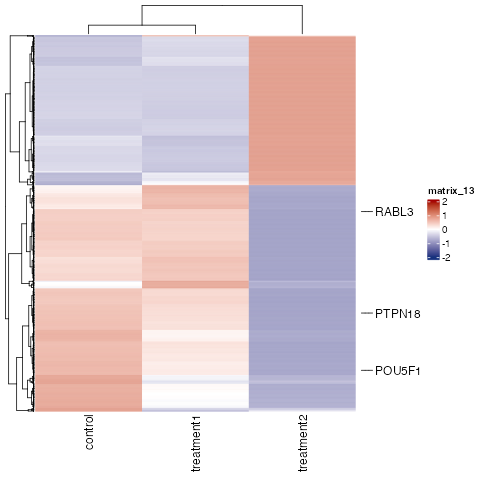 matrix_13
2
1
0
-1
-2
RABL3
PTPN18
POU5F1
control
treatment1
treatment2